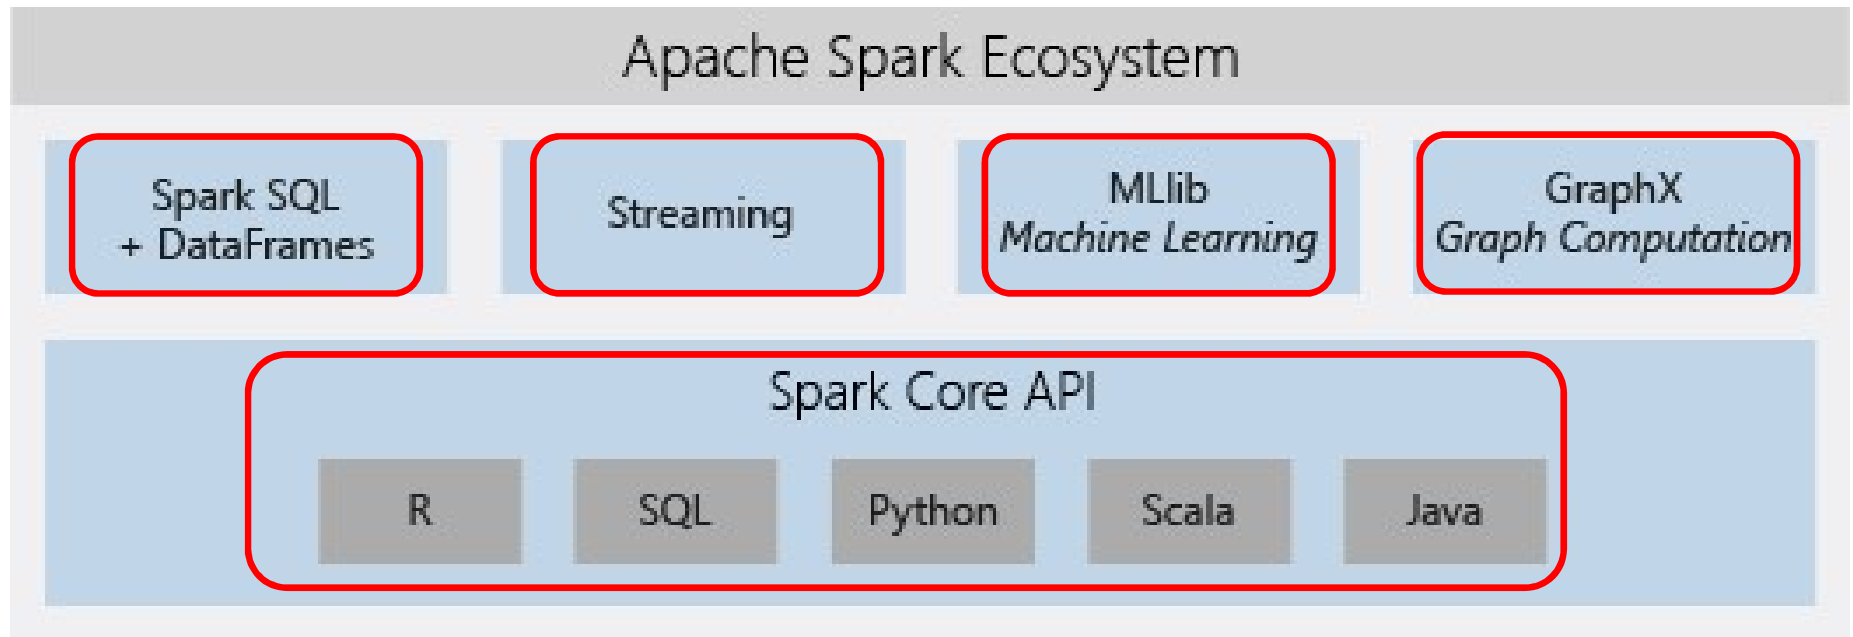 Apache Spark Ecosystem
Spark SQL
+ DataFrames
Streaming
MLlib
Machine Learning
GraphX
Graph Computation
Spark Core API
R
SQL
Python
Scala
Java